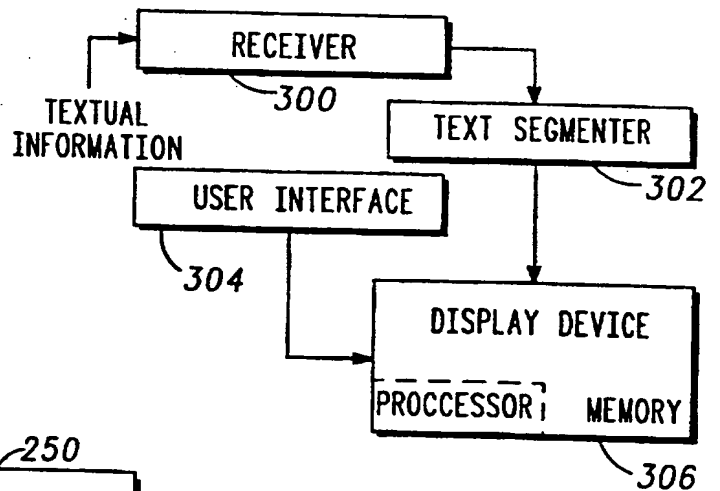 RECEIVER
300
TEXTUAL
INFORMATION
TEXT SEGMENTER
302
USER INTERFACE
304
DISPLAY DEVICE
PROCCESSOR
MEMORY
306
250